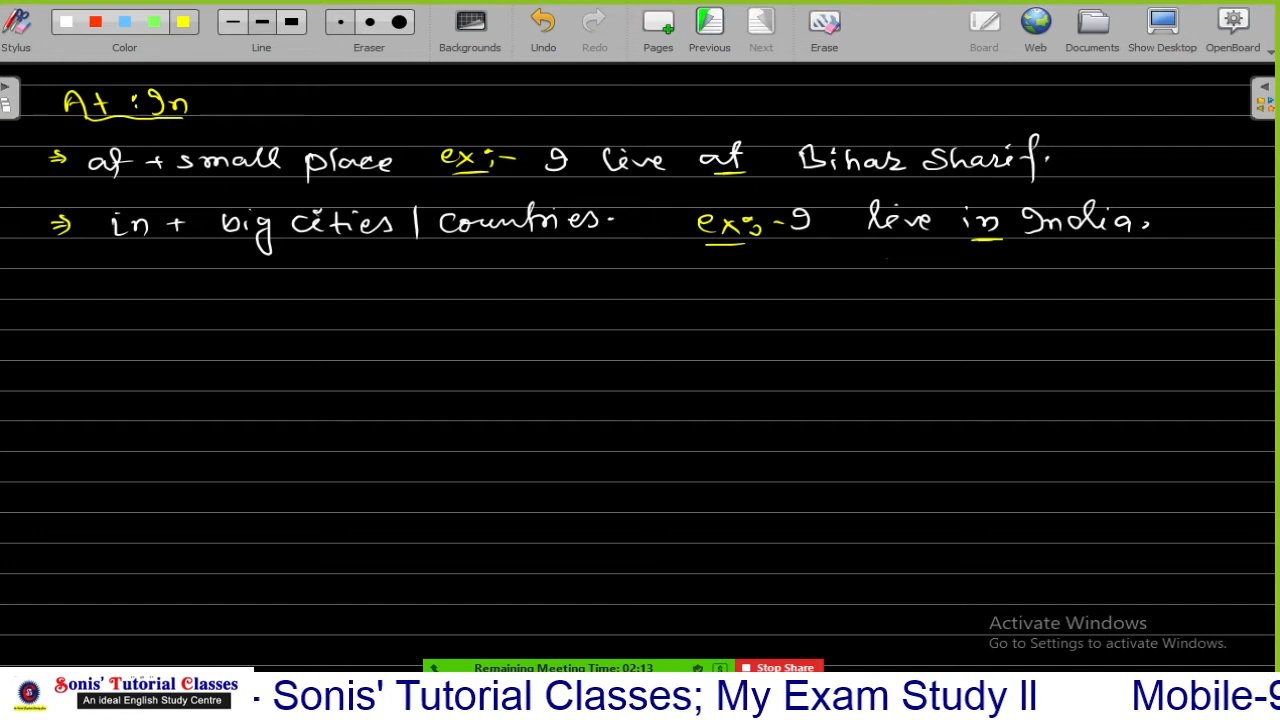 Stylus
Color
Line
Eraser
Backgrounds
Undo
Redo
Pages
Previous
Next
Erase
Board
Web
Documents
Show Desktop
OpenBoard
At : In
⇒ at + small place ex:- I live at Bihar Sharif.
⇒ in + big cities / countries. ex:- I live in India.
Activate Windows
Go to Settings to activate Windows.
Remaining Meeting Time: 02:13
Stop Share
Sonis' Tutorial Classes
An ideal English Study Centre
- Sonis' Tutorial Classes; My Exam Study II Mobile-9